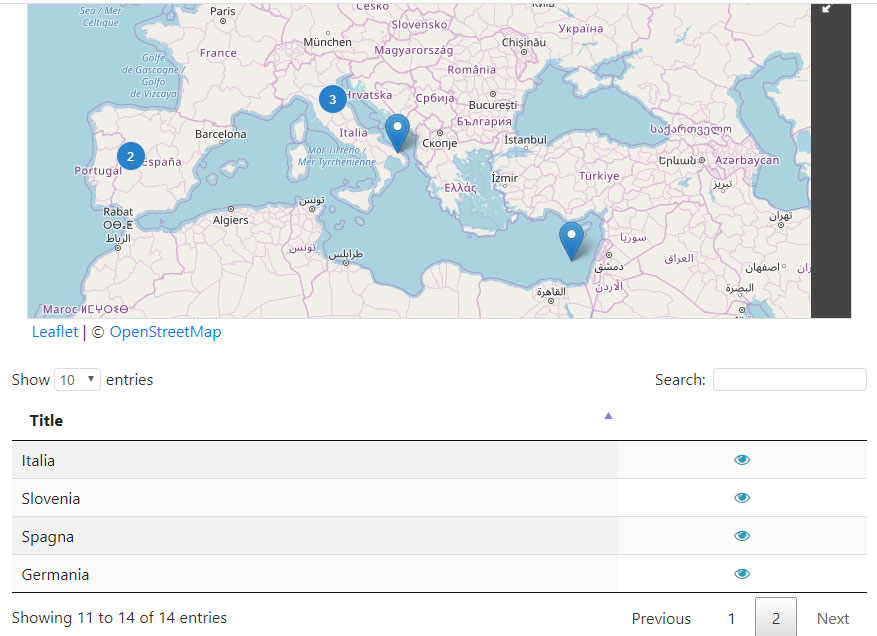 Česko
Київ
Sea / Mer
Celtique
Paris
Slovensko
Україна
München
Chișinău
Magyarország
France
Golfe
de Gascogne /
Golfo
de Vizcaya
România
3
Hrvatska
Србија
București
България
Barcelona
Italia
Скопје
İstanbul
საქართველო
2
España
Mar Tirreno /
Mer Tyrrhénienne
Երևան
Azərbaycan
Portugal
İzmir
Türkiye
Ελλάς
تبریز
Rabat
ⵔⴱⴰⵟ
الرباط
Algiers
تونس
تونس
طرابلس
سوريا
دمشق
العراق
تهران
اصفهان
الأردن
القاهرة
البصرة
Maroc ⵍⵎⵖⵔⵉⴱ
Leaflet | © OpenStreetMap
Show 10 entries
Search:
Title
Italia
Slovenia
Spagna
Germania
Showing 11 to 14 of 14 entries
Previous 1 2 Next